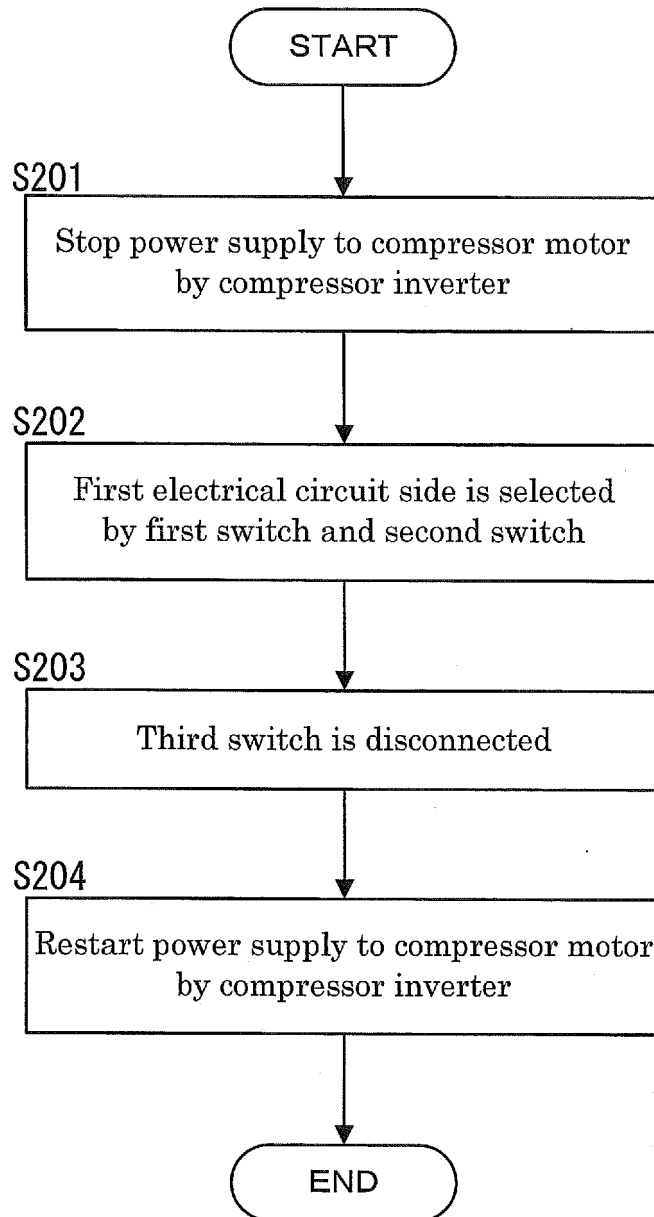 START
S201
Stop power supply to compressor motor
by compressor inverter
S202
First electrical circuit side is selected
by first switch and second switch
S203
Third switch is disconnected
S204
Restart power supply to compressor motor
by compressor inverter
END